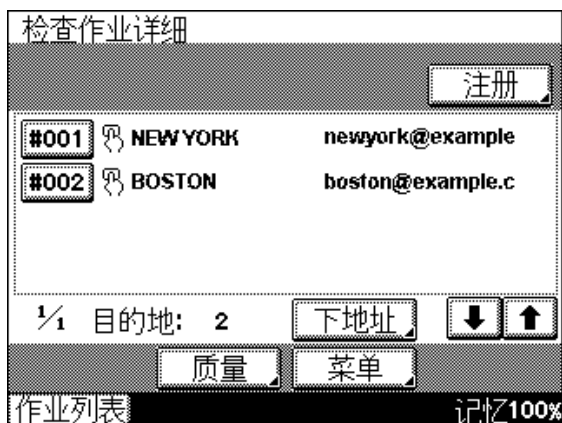 检查作业详细
注册
#001 NEW YORK newyork@example
#002 BOSTON boston@example.c
1/1 目的地: 2 下地址
质量 菜单
作业列表 记忆100%